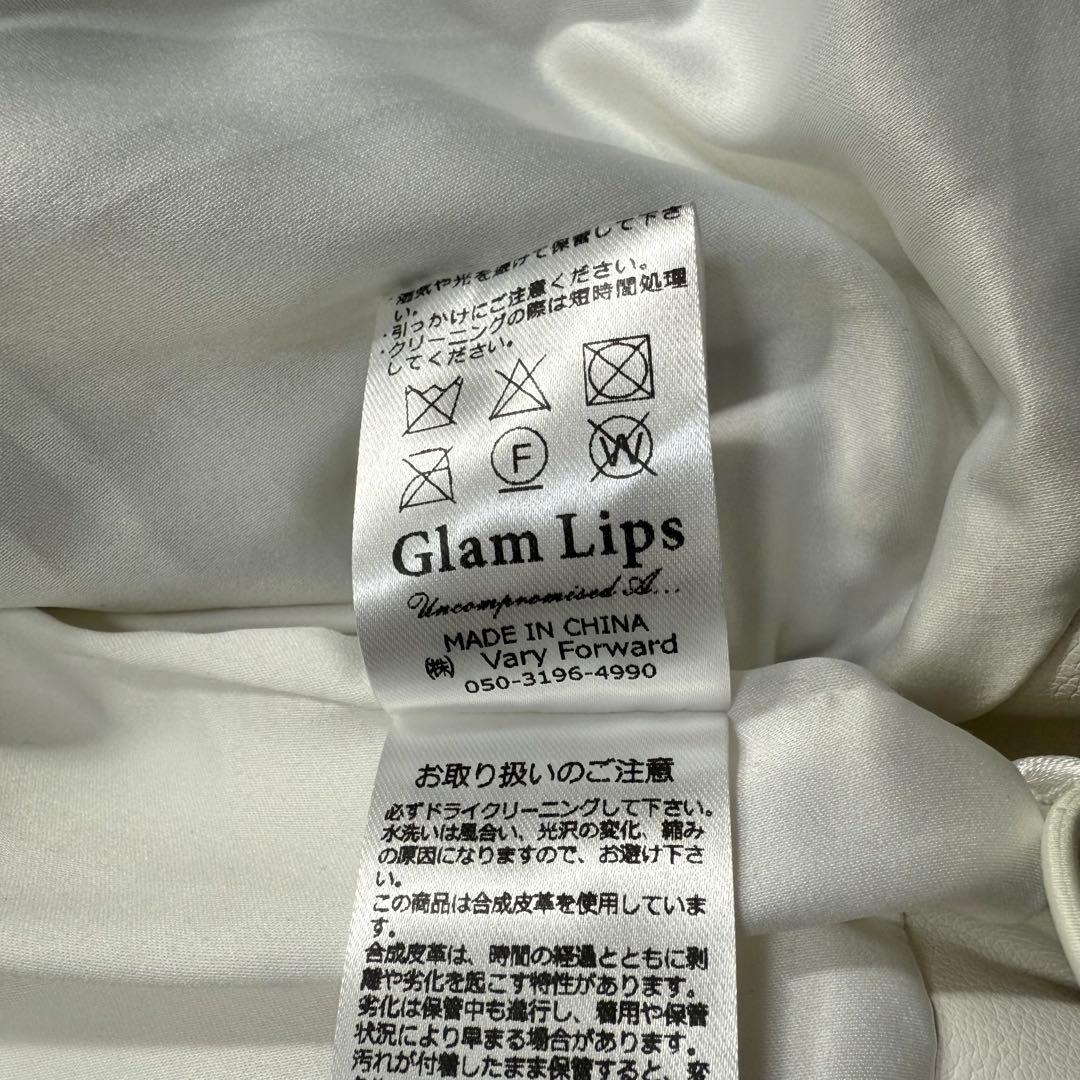 湿気や光を避けて保管して下さ
い。
・引っかけにご注意ください。
・クリーニングの際は短時間処理
してください。
F
W
Glam Lips
Uncompromised A...
MADE IN CHINA
㈱ Vary Forward
050-3196-4990
お取り扱いのご注意
必ずドライクリーニングして下さい。
水洗いは風合い、光沢の変化、縮み
の原因になりますので、お避け下さ
い。
この商品は合成皮革を使用していま
す。
合成皮革は、時間の経過とともに剥
離や劣化を起こす特性があります。
劣化は保管中も進行し、着用や保管
状況により早まる場合があります。
汚れが付着したまま保管すると、変